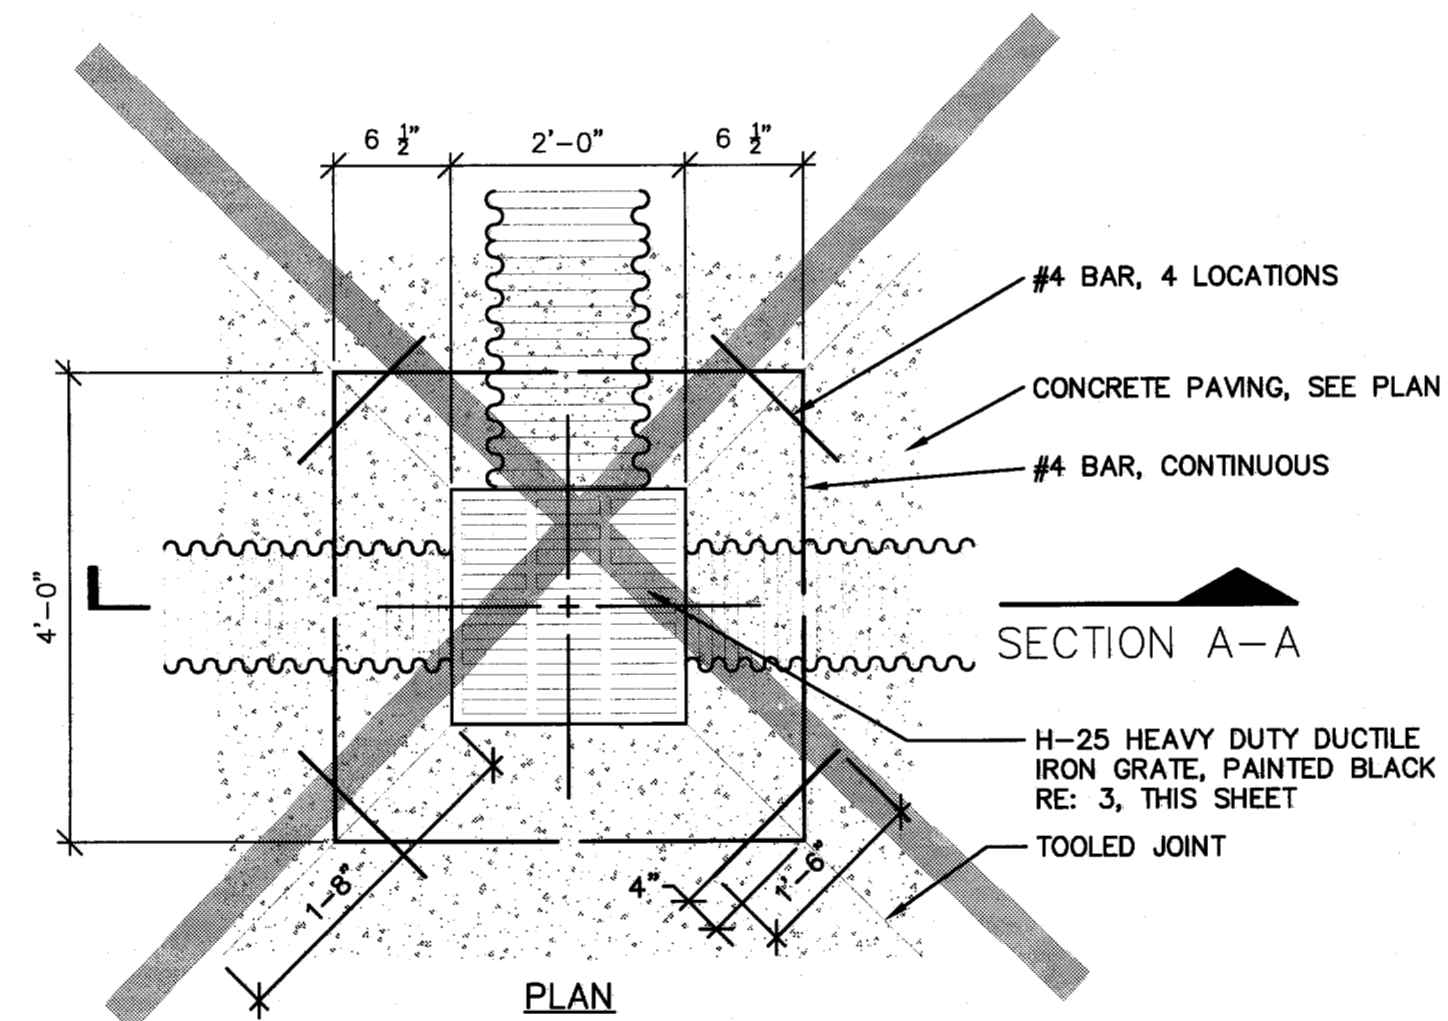 6 ½"
2'-0"
6 ½"
#4 BAR, 4 LOCATIONS
CONCRETE PAVING, SEE PLAN
#4 BAR, CONTINUOUS
4'-0"
SECTION A-A
H-25 HEAVY DUTY DUCTILE
IRON GRATE, PAINTED BLACK
RE: 3, THIS SHEET
TOOLED JOINT
1-8"
4"
1'-6"
PLAN